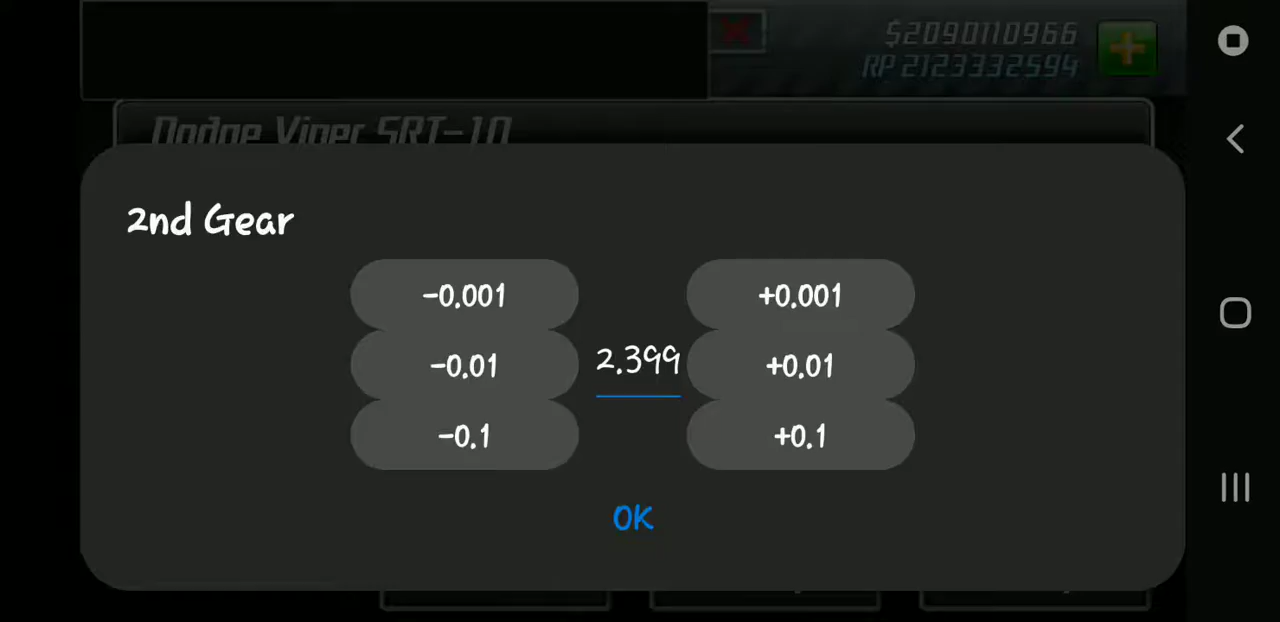 $2090110966
RP 2123332594
Dodge Viper SRT-10
2nd Gear
-0.001
+0.001
-0.01
2.399
+0.01
-0.1
+0.1
OK